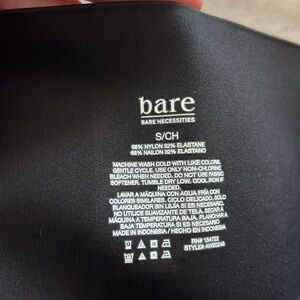 bare
BARE NECESSITIES
S/CH
68% NYLON 32% ELASTANE
68% NAILON 32% ELASTANO
MACHINE WASH COLD WITH LIKE COLORS.
GENTLE CYCLE. USE ONLY NON-CHLORINE
BLEACH WHEN NEEDED. DO NOT USE FABRIC
SOFTENER. TUMBLE DRY LOW. COOL IRON IF
NEEDED.
LAVAR A MÁQUINA CON AGUA FRÍA CON
COLORES SIMILARES. CICLO DELICADO. SOLO
BLANQUEADOR SIN LEJÍA SI ES NECESARIO.
NO UTILICE SUAVIZANTE DE TELA. SECAR A
MÁQUINA A BAJA TEMPERATURA. PLANCHAR A
BAJA TEMPERATURA SI ES NECESARIO
MADE IN INDONESIA / HECHO EN INDONESIA
RN# 154722
STYLE#